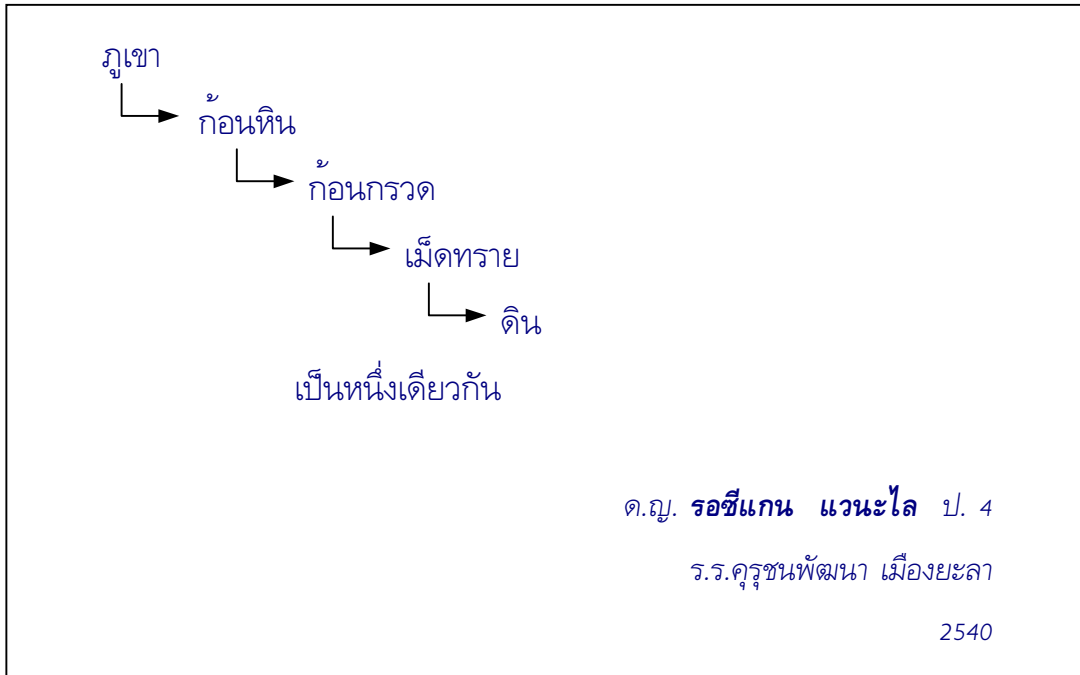 ภูเขา
ก้อนหิน
ก้อนกรวด
เม็ดทราย
ดิน
เป็นหนึ่งเดียวกัน
ด.ญ. รอซีแกน แวนะไล ป. 4
ร.ร.คุรุชนพัฒนา เมืองยะลา
2540